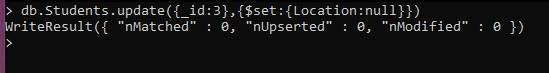 > db.Students.update({_id:3},{$set:{Location:null}})
WriteResult({ "nMatched" : 0, "nUpserted" : 0, "nModified" : 0 })
>